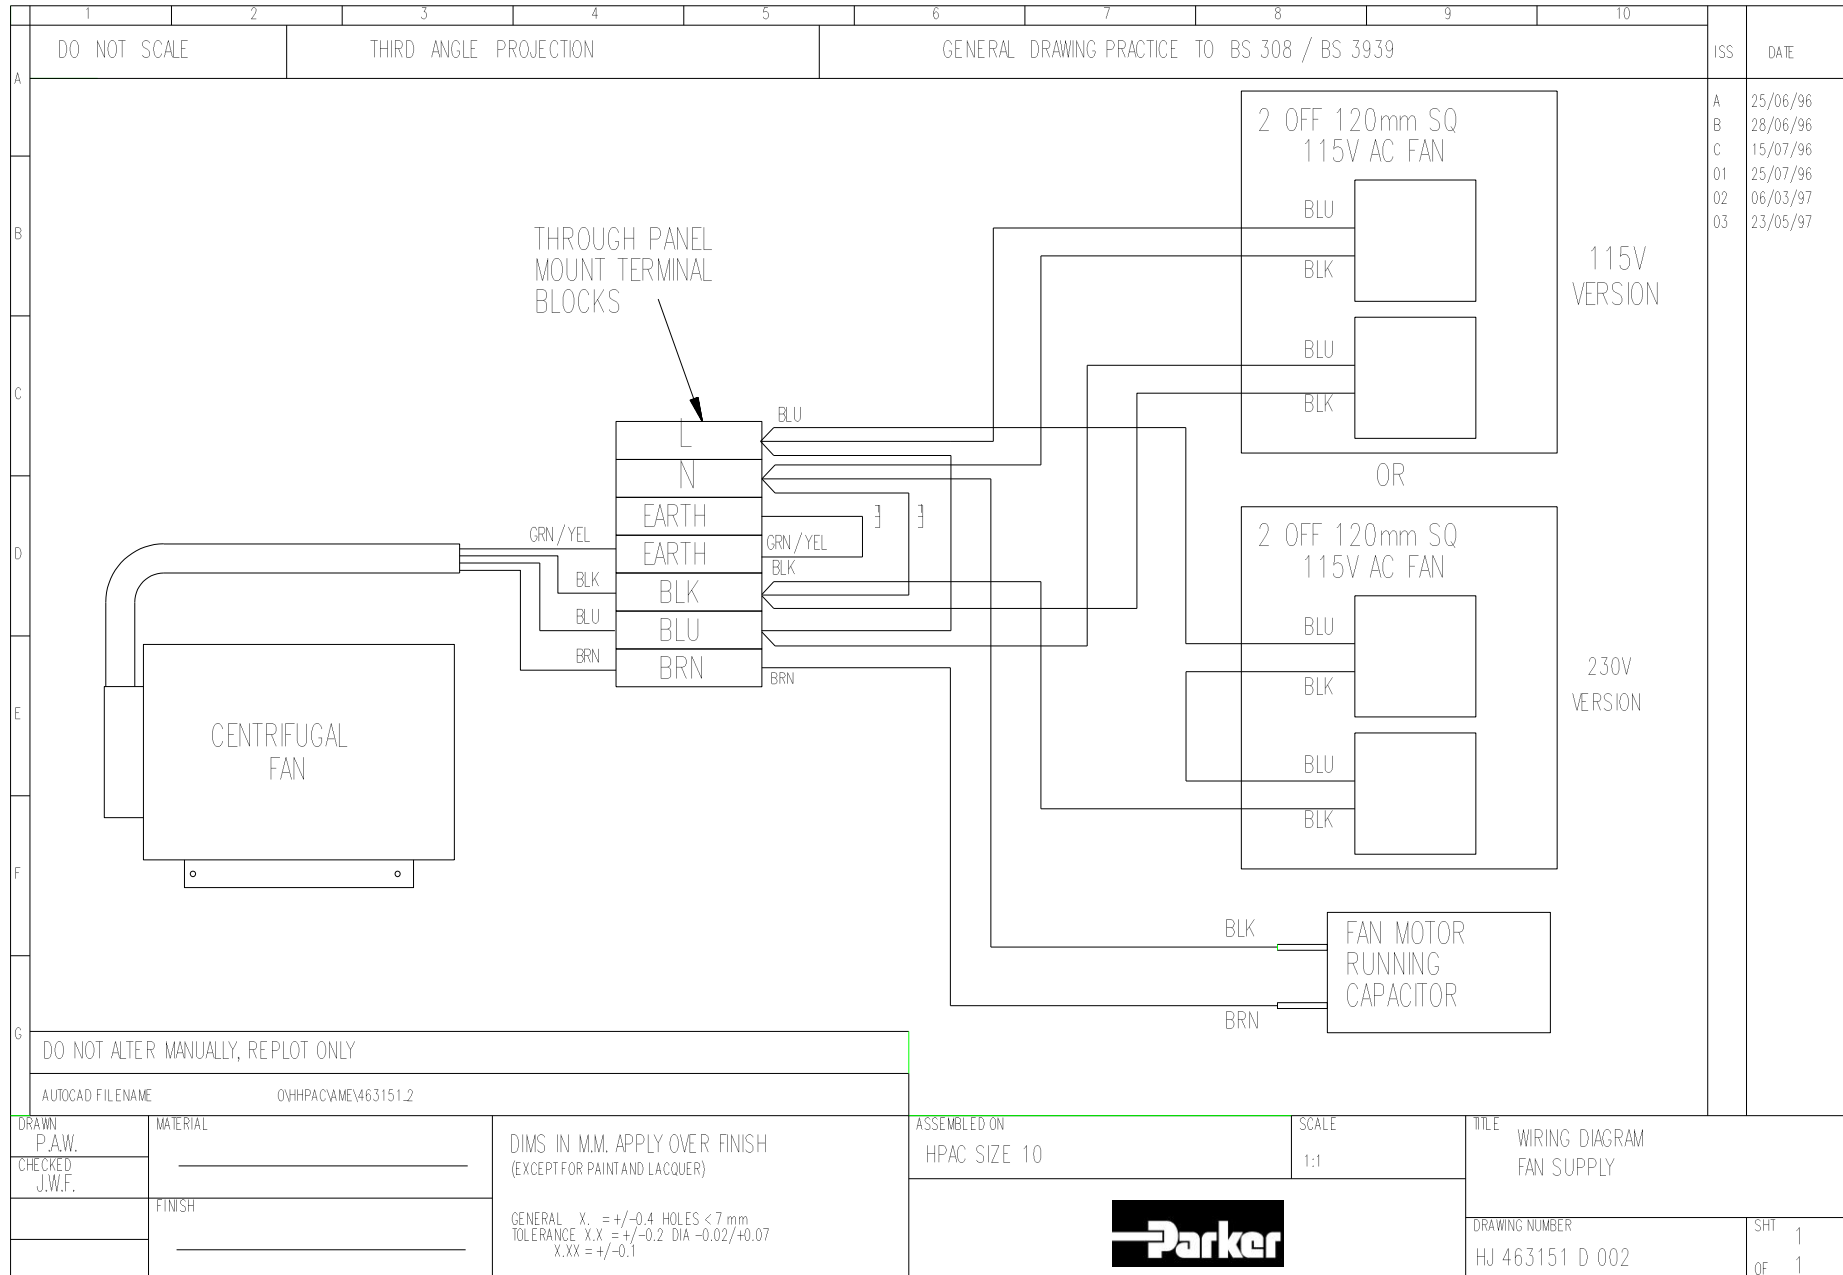 1 2 3 4 5 6 7 8 9 10
DO NOT SCALE
THIRD ANGLE PROJECTION
GENERAL DRAWING PRACTICE TO BS 308 / BS 3939
ISS DATE
A 25/06/96
B 28/06/96
C 15/07/96
01 25/07/96
02 06/03/97
03 23/05/97
A
B
C
D
E
F
G
THROUGH PANEL
MOUNT TERMINAL
BLOCKS
2 OFF 120mm SQ
115V AC FAN
BLU
BLK
BLU
BLK
115V
VERSION
OR
2 OFF 120mm SQ
115V AC FAN
BLU
BLK
BLU
BLK
230V
VERSION
BLU
L
N
EARTH
EARTH
BLK
BLU
BRN
GRN/YEL
BLK
BLU
BRN
GRN/YEL
BLK
BRN
CENTRIFUGAL
FAN
BLK
BRN
FAN MOTOR
RUNNING
CAPACITOR
DO NOT ALTER MANUALLY, REPLOT ONLY
AUTOCAD FILENAME O\HHPAC\AME\463151_2
DRAWN
P.A.W.
CHECKED
J.W.F.
MATERIAL
FINISH
DIMS IN M.M. APPLY OVER FINISH
(EXCEPT FOR PAINT AND LACQUER)
GENERAL X. =+/-0.4 HOLES < 7 mm
TOLERANCE X.X =+/-0.2 DIA -0.02/+0.07
X.XX =+/-0.1
ASSEMBLED ON
HPAC SIZE 10
SCALE
1:1
Parker
TITLE
WIRING DIAGRAM
FAN SUPPLY
DRAWING NUMBER
HJ 463151 D 002
SHT 1
OF 1